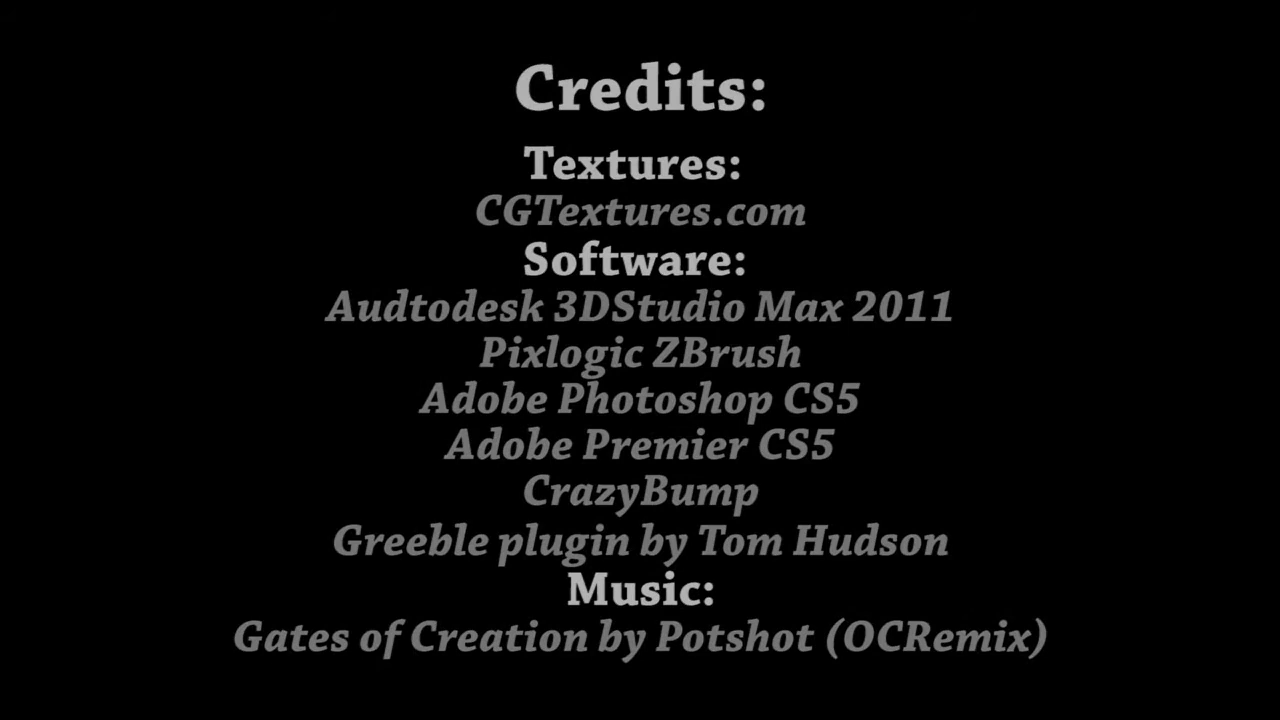 Credits:
Textures:
CGTextures.com
Software:
Audtodesk 3DStudio Max 2011
Pixlogic ZBrush
Adobe Photoshop CS5
Adobe Premier CS5
CrazyBump
Greeble plugin by Tom Hudson
Music:
Gates of Creation by Potshot (OCRemix)